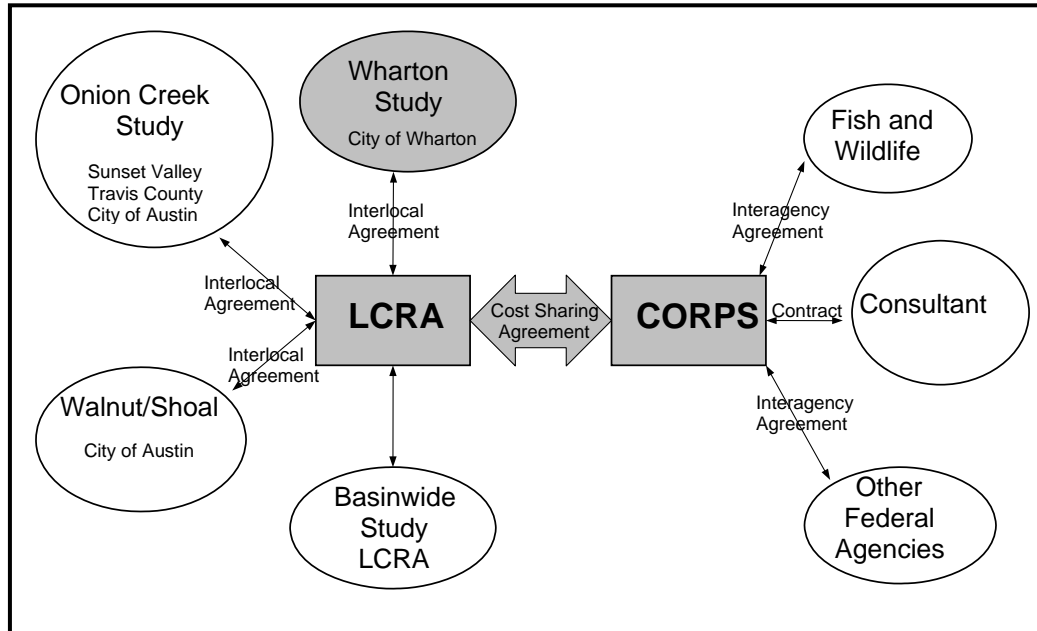 Onion Creek
Study
Sunset Valley
Travis County
City of Austin
Wharton
Study
City of Wharton
Fish and
Wildlife
Interlocal
Agreement
Interagency
Agreement
Interlocal
Agreement
LCRA
Cost Sharing
Agreement
CORPS
Contract
Consultant
Interlocal
Agreement
Walnut/Shoal
City of Austin
Interagency
Agreement
Basinwide
Study
LCRA
Other
Federal
Agencies